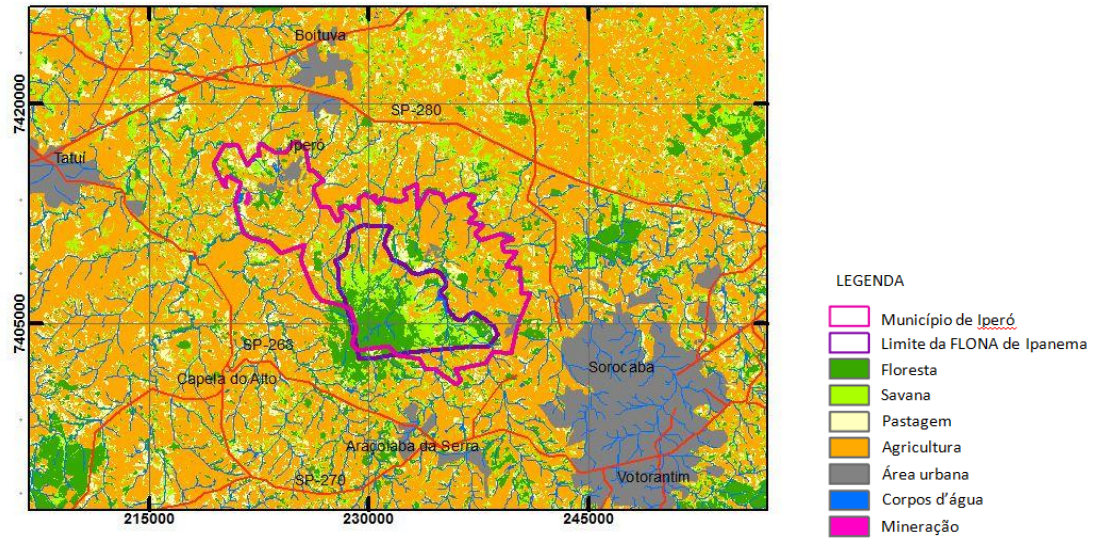 Boituva
7420000
SP-280
Iperó
Tatuí
7405000
SP-268
Capela do Alto
Sorocaba
Araçoiaba da Serra
SP-270
Votorantim
215000
230000
245000
LEGENDA
Município de Iperó
Limite da FLONA de Ipanema
Floresta
Savana
Pastagem
Agricultura
Área urbana
Corpos d'água
Mineração